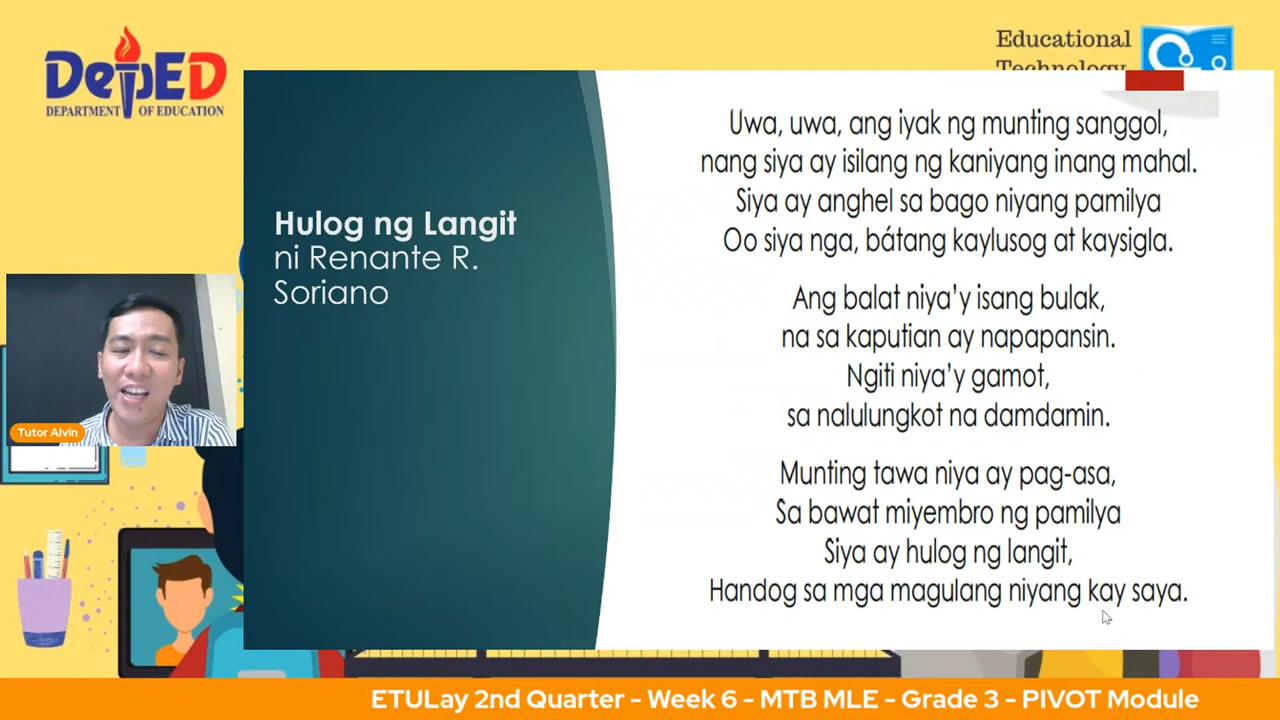 DepED
DEPARTMENT OF EDUCATION
Educational
Technology
Hulog ng Langit
ni Renante R.
Soriano
Uwa, uwa, ang iyak ng munting sanggol,
nang siya ay isilang ng kaniyang inang mahal.
Siya ay anghel sa bago niyang pamilya
Oo siya nga, bátang kaylusog at kaysigla.
Ang balat niya’y isang bulak,
na sa kaputian ay napapansin.
Ngiti niya’y gamot,
sa nalulungkot na damdamin.
Munting tawa niya ay pag-asa,
Sa bawat miyembro ng pamilya
Siya ay hulog ng langit,
Handog sa mga magulang niyang kay saya.
Tutor Alvin
ETULay 2nd Quarter - Week 6 - MTB MLE - Grade 3 - PIVOT Module